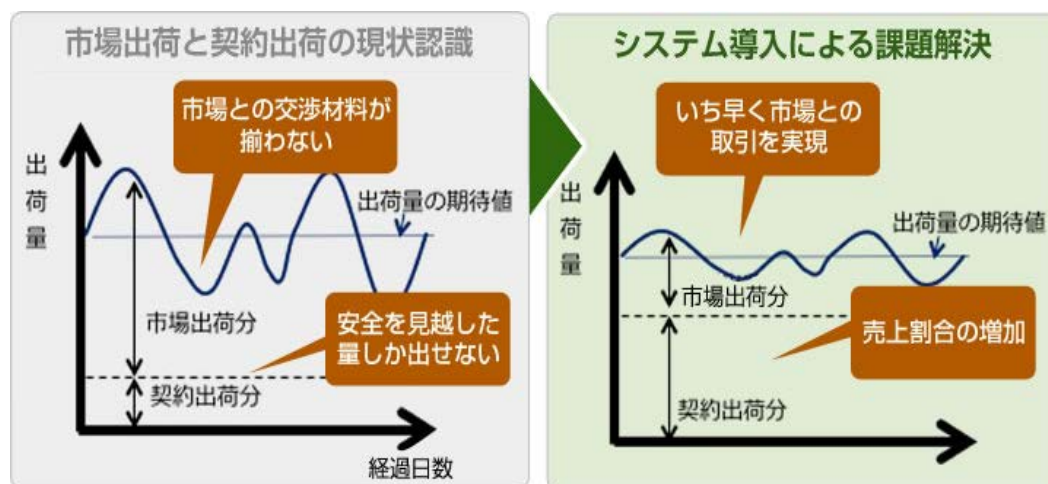 市場出荷と契約出荷の現状認識
市場との交渉材料が
揃わない
出荷量
出荷量の期待値
市場出荷分
安全を見越した
量しか出せない
契約出荷分
経過日数
システム導入による課題解決
いち早く市場との
取引を実現
出荷量
出荷量の期待値
市場出荷分
売上割合の増加
契約出荷分